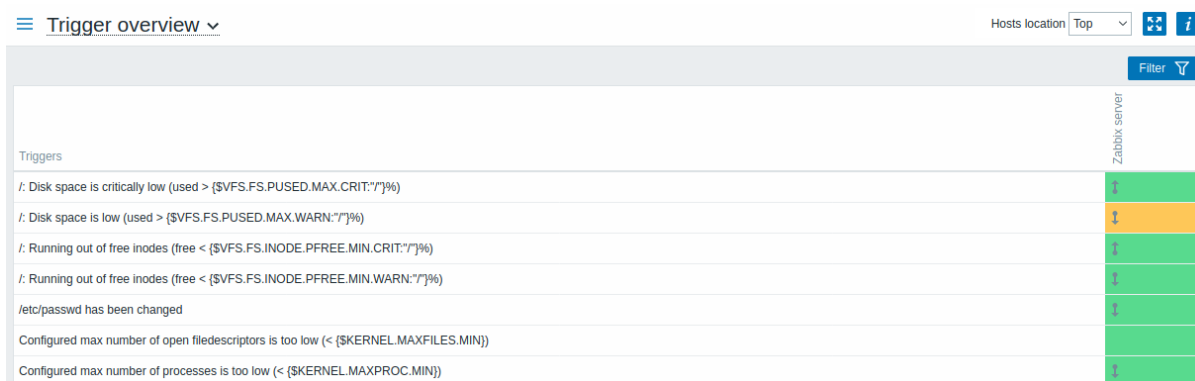 Trigger overview
Hosts location Top
Filter
Zabbix server
Triggers
/: Disk space is critically low (used > {$VFS.FS.PUSED.MAX.CRIT:"/"}%)
/: Disk space is low (used > {$VFS.FS.PUSED.MAX.WARN:"/"}%)
/: Running out of free inodes (free < {$VFS.FS.INODE.PFREE.MIN.CRIT:"/"}%)
/: Running out of free inodes (free < {$VFS.FS.INODE.PFREE.MIN.WARN:"/"}%)
/etc/passwd has been changed
Configured max number of open filedescriptors is too low (< {$KERNEL.MAXFILES.MIN})
Configured max number of processes is too low (< {$KERNEL.MAXPROC.MIN})